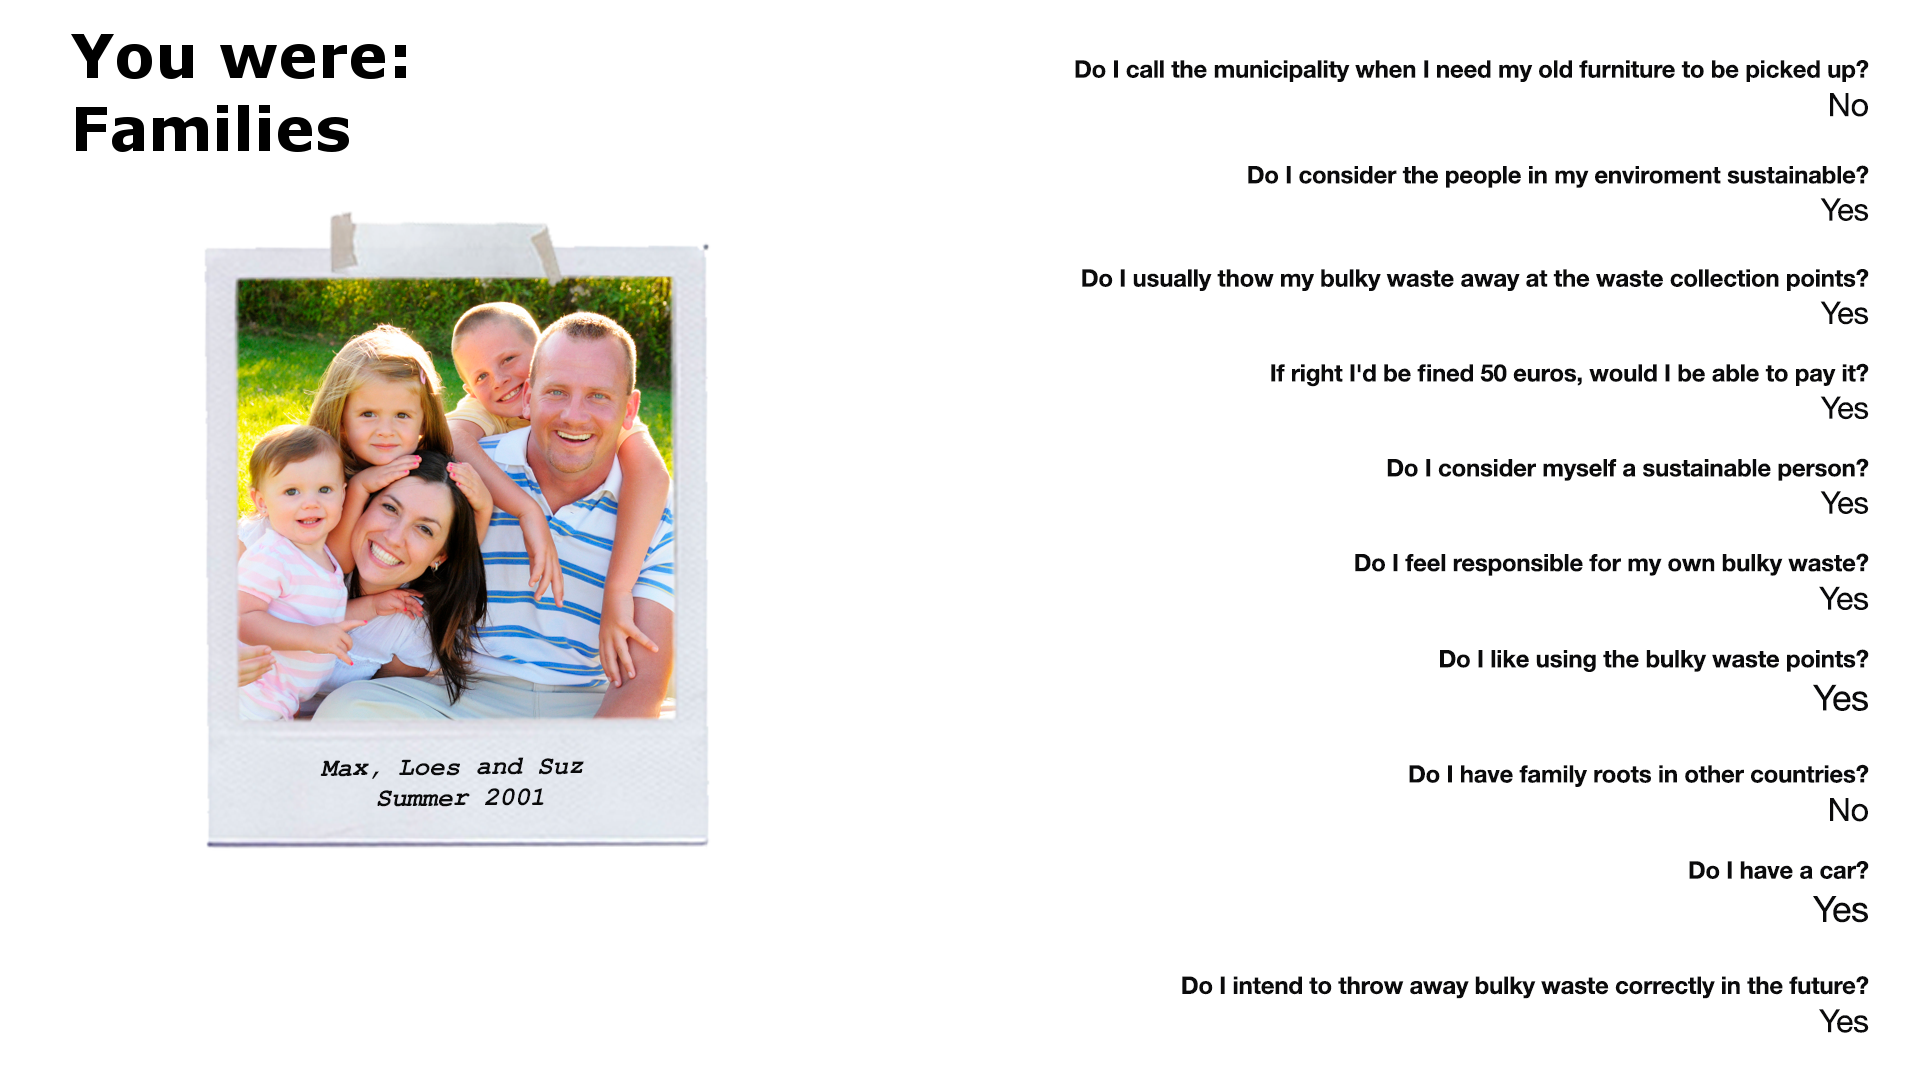 You were:
Families
Max, Loes and Suz
Summer 2001
Do I call the municipality when I need my old furniture to be picked up?
No
Do I consider the people in my enviroment sustainable?
Yes
Do I usually thow my bulky waste away at the waste collection points?
Yes
If right I'd be fined 50 euros, would I be able to pay it?
Yes
Do I consider myself a sustainable person?
Yes
Do I feel responsible for my own bulky waste?
Yes
Do I like using the bulky waste points?
Yes
Do I have family roots in other countries?
No
Do I have a car?
Yes
Do I intend to throw away bulky waste correctly in the future?
Yes